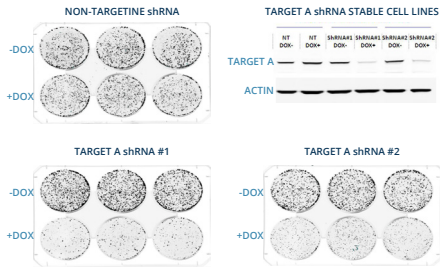 NON-TARGETINE shRNA
-DOX
+DOX
TARGET A shRNA STABLE CELL LINES
NT DOX- NT DOX+ ShRNA#1 DOX- ShRNA#1 DOX+ ShRNA#2 DOX- ShRNA#2 DOX+
TARGET A
ACTIN
TARGET A shRNA #1
-DOX
+DOX
TARGET A shRNA #2
-DOX
+DOX